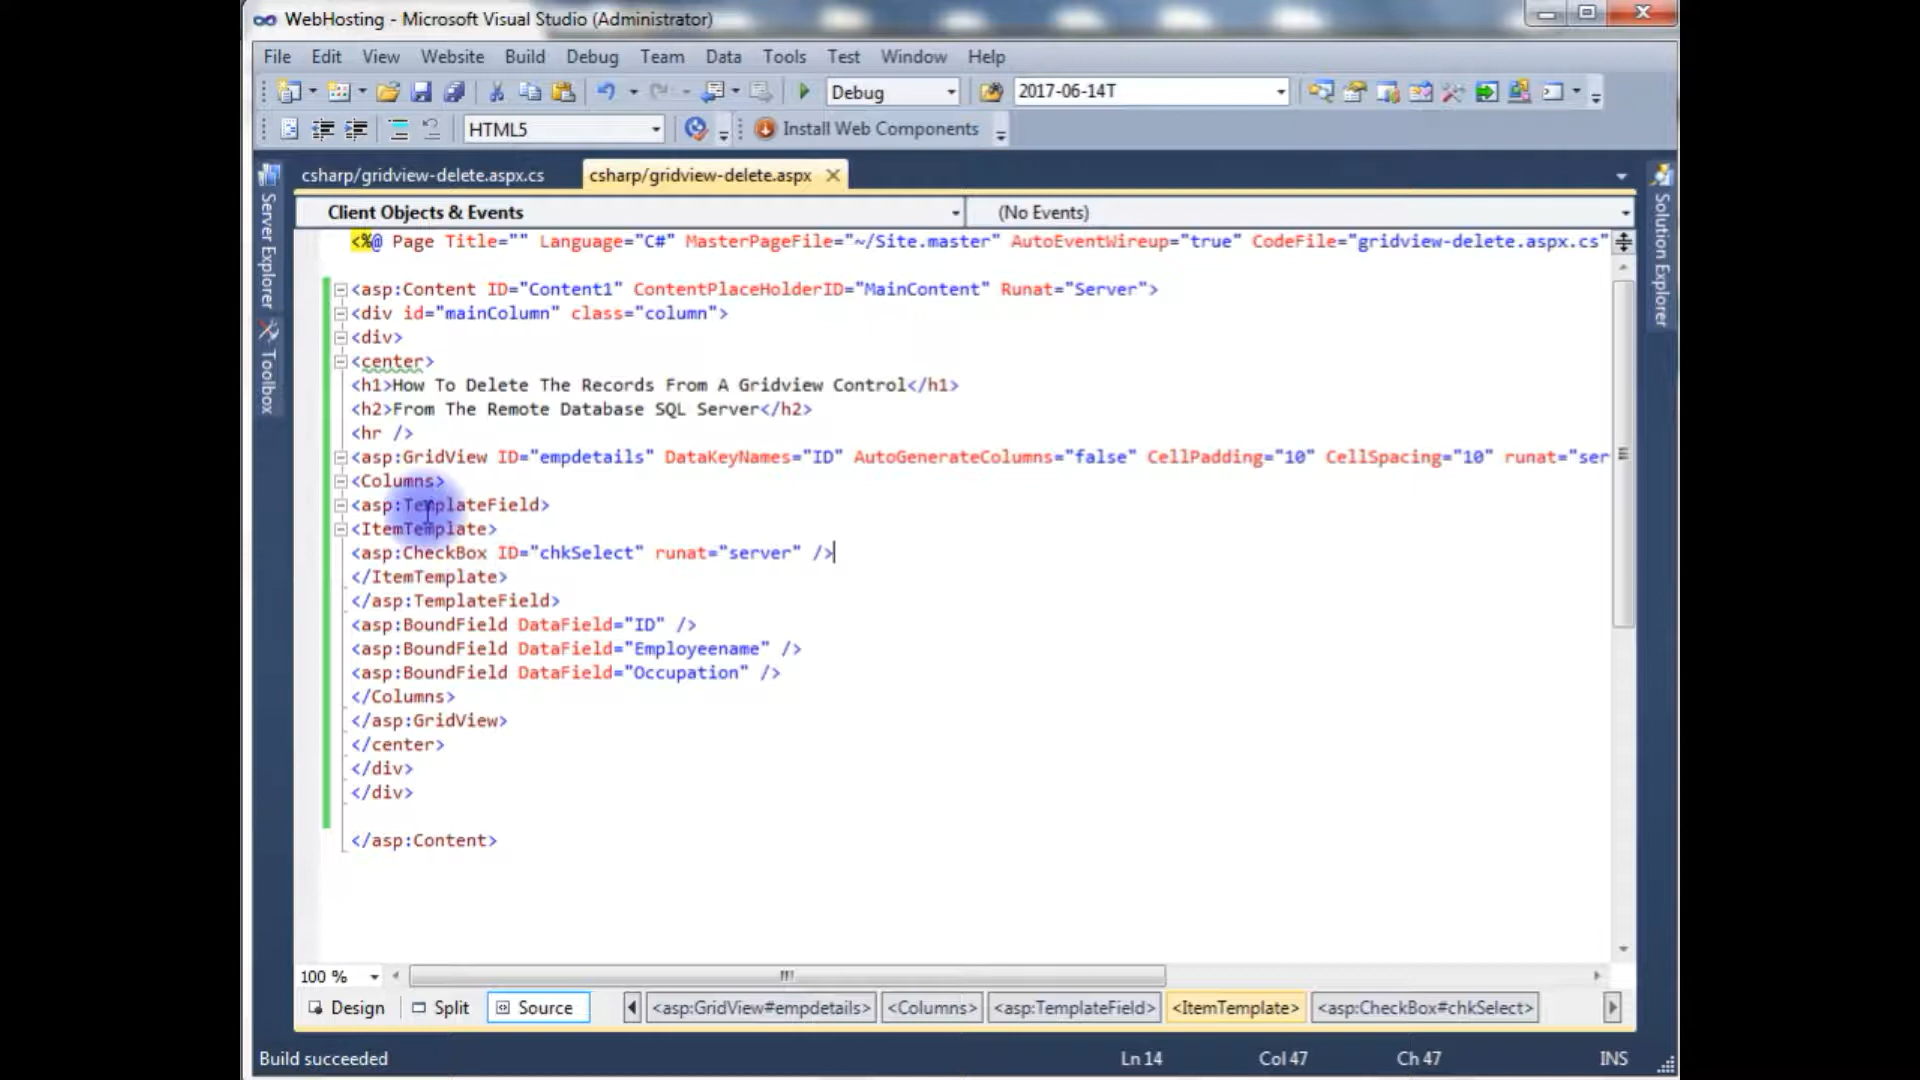 WebHosting - Microsoft Visual Studio (Administrator)
File Edit View Website Build Debug Team Data Tools Test Window Help
Debug 2017-06-14T
HTML5 Install Web Components
csharp/gridview-delete.aspx.cs csharp/gridview-delete.aspx
Client Objects & Events (No Events)
Server Explorer
Toolbox
Solution Explorer
<%@ Page Title="" Language="C#" MasterPageFile="~/Site.master" AutoEventWireup="true" CodeFile="gridview-delete.aspx.cs"
<asp:Content ID="Content1" ContentPlaceHolderID="MainContent" Runat="Server">
<div id="mainColumn" class="column">
<div>
<center>
<h1>How To Delete The Records From A Gridview Control</h1>
<h2>From The Remote Database SQL Server</h2>
<hr />
<asp:GridView ID="empdetails" DataKeyNames="ID" AutoGenerateColumns="false" CellPadding="10" CellSpacing="10" runat="ser
<Columns>
<asp:TemplateField>
<ItemTemplate>
<asp:CheckBox ID="chkSelect" runat="server" />
</ItemTemplate>
</asp:TemplateField>
<asp:BoundField DataField="ID" />
<asp:BoundField DataField="Employeename" />
<asp:BoundField DataField="Occupation" />
</Columns>
</asp:GridView>
</center>
</div>
</div>
</asp:Content>
100 %
Design Split Source <asp:GridView#empdetails> <Columns> <asp:TemplateField> <ItemTemplate> <asp:CheckBox#chkSelect>
Build succeeded Ln 14 Col 47 Ch 47 INS